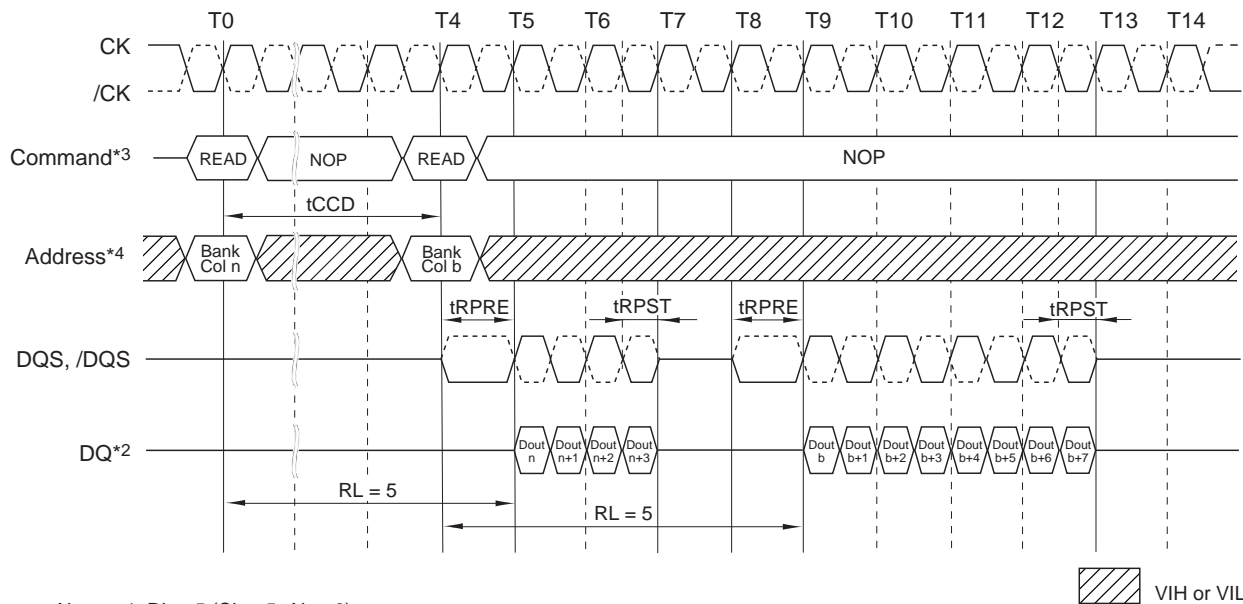 T0 T4 T5 T6 T7 T8 T9 T10 T11 T12 T13 T14
CK
/CK
Command*3 READ NOP READ NOP
tCCD
Address*4 Bank Col n Bank Col b
tRPRE tRPST tRPRE tRPST
DQS, /DQS
DQ*2 Dout n Dout n+1 Dout n+2 Dout n+3 Dout b Dout b+1 Dout b+2 Dout b+3 Dout b+4 Dout b+5 Dout b+6 Dout b+7
RL = 5
RL = 5
VIH or VIL